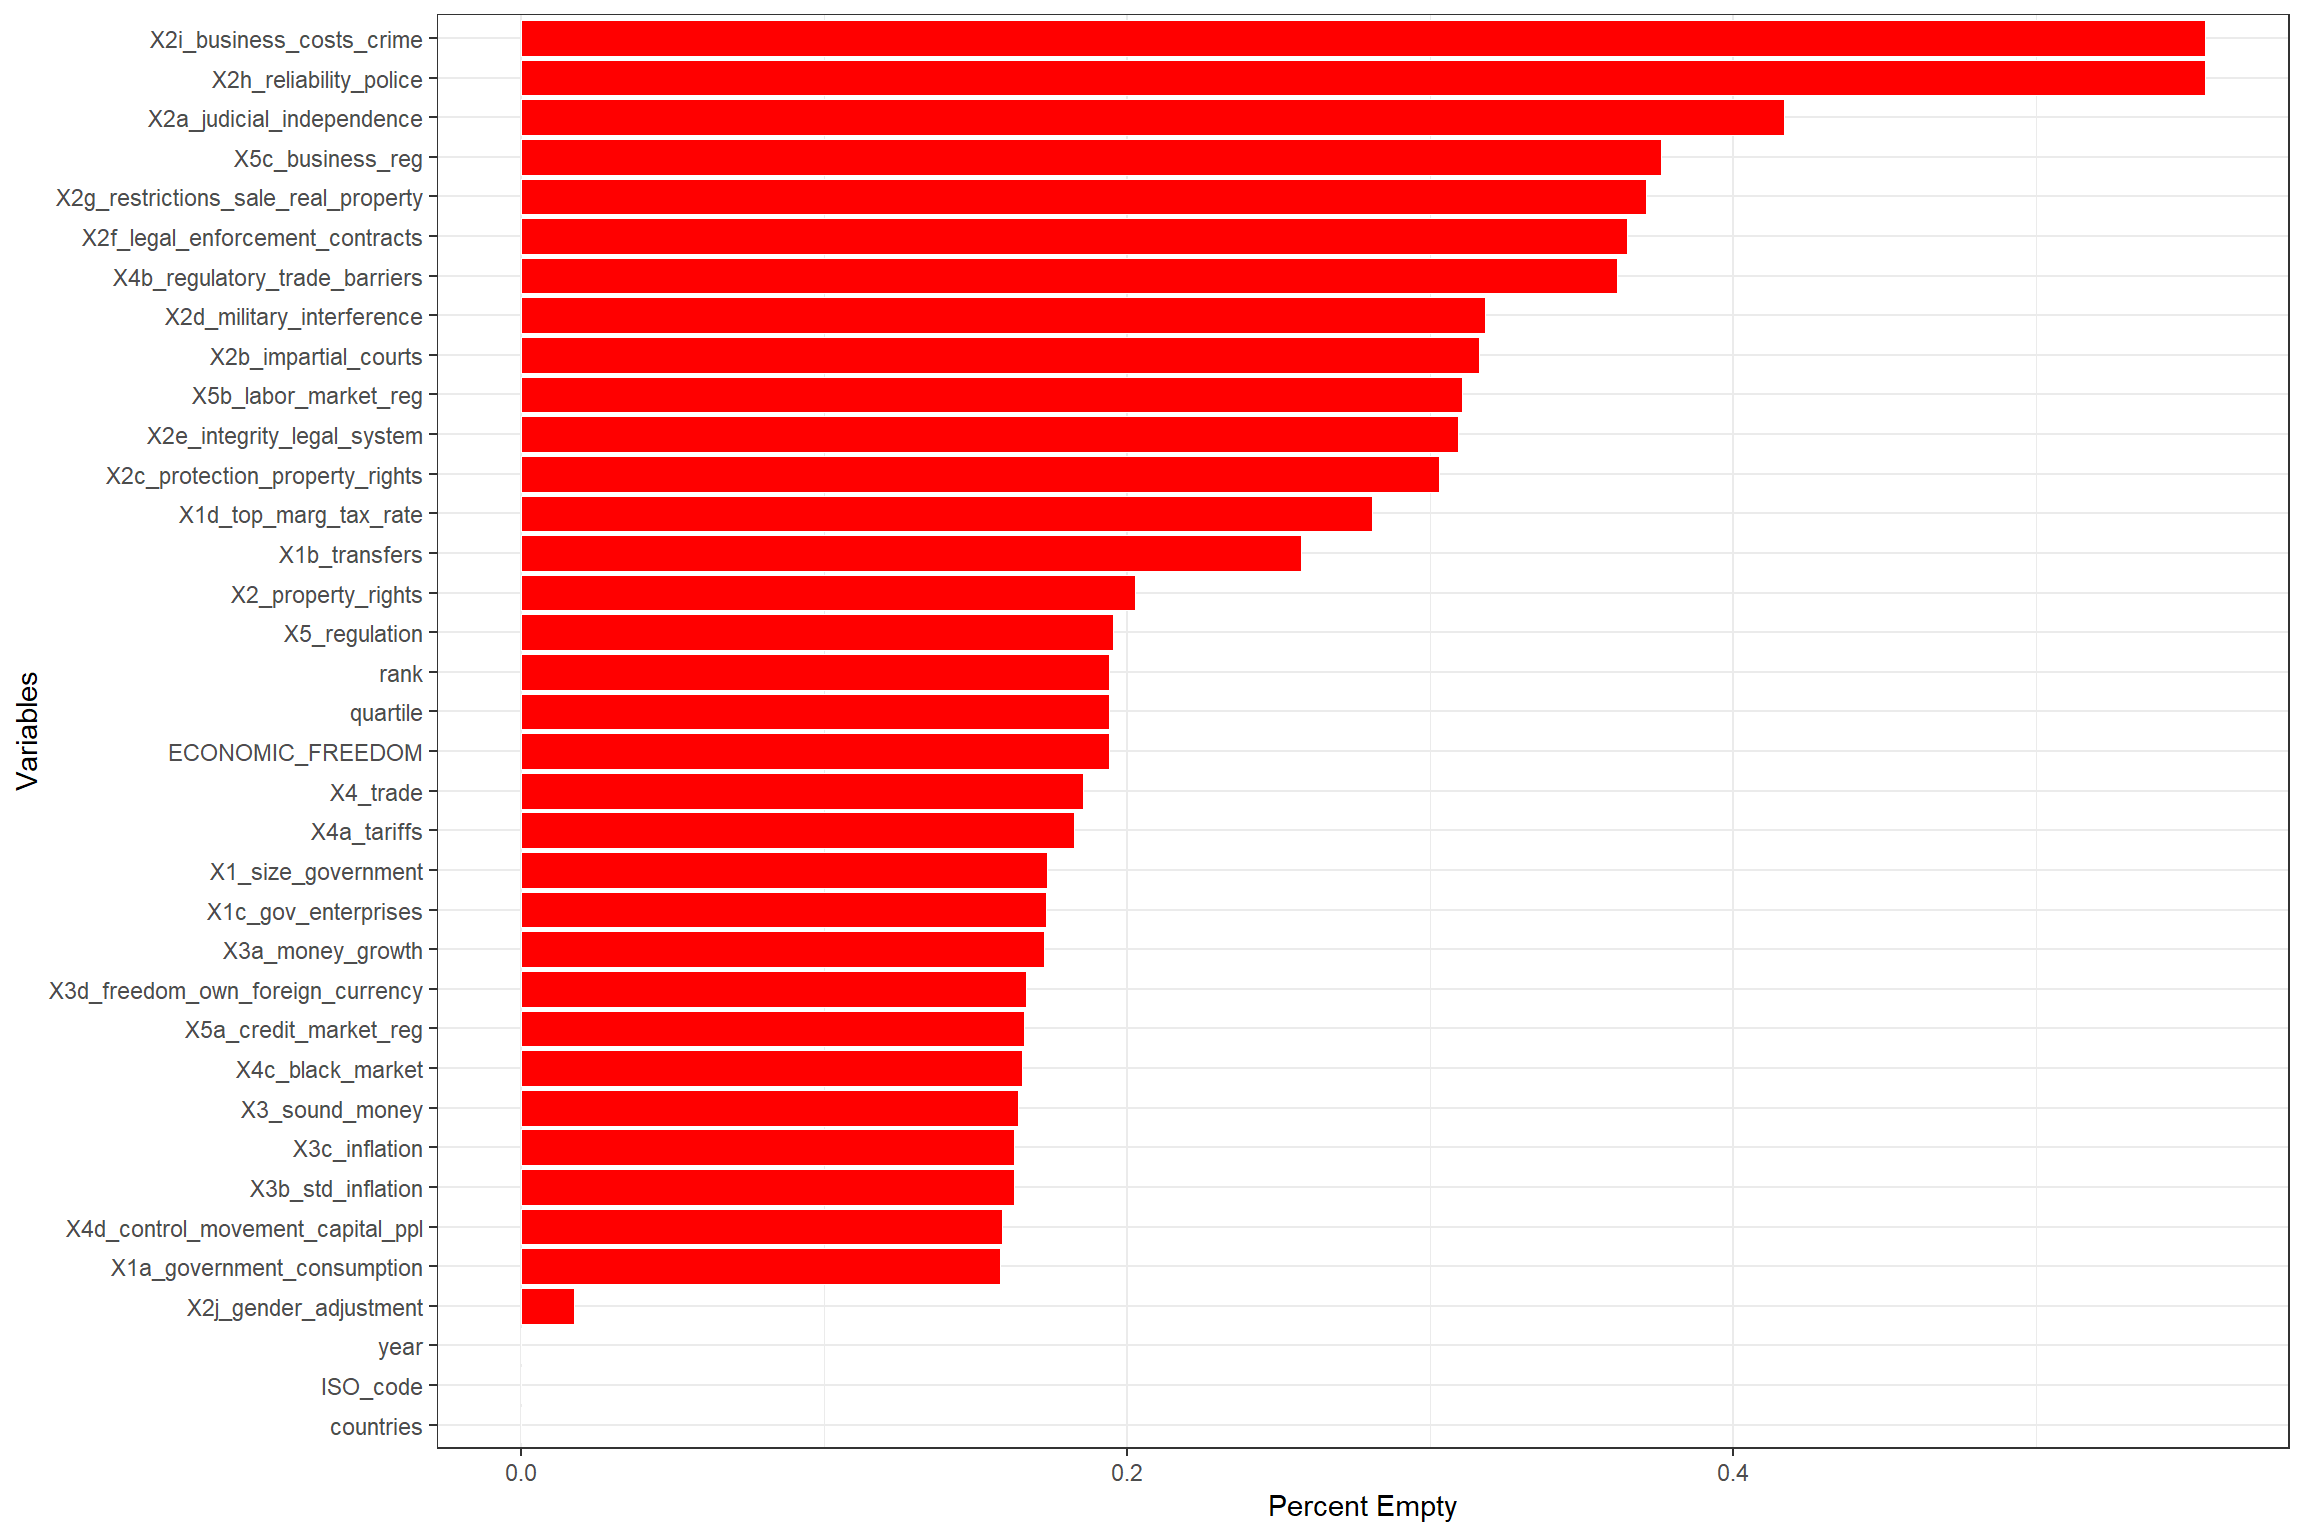 X2i_business_costs_crime
X2h_reliability_police
X2a_judicial_independence
X5c_business_reg
X2g_restrictions_sale_real_property
X2f_legal_enforcement_contracts
X4b_regulatory_trade_barriers
X2d_military_interference
X2b_impartial_courts
X5b_labor_market_reg
X2e_integrity_legal_system
X2c_protection_property_rights
X1d_top_marg_tax_rate
X1b_transfers
X2_property_rights
X5_regulation
rank
quartile
ECONOMIC_FREEDOM
X4_trade
X4a_tariffs
X1_size_government
X1c_gov_enterprises
X3a_money_growth
X3d_freedom_own_foreign_currency
X5a_credit_market_reg
X4c_black_market
X3_sound_money
X3c_inflation
X3b_std_inflation
X4d_control_movement_capital_ppl
X1a_government_consumption
X2j_gender_adjustment
year
ISO_code
countries
Variables
0.0 0.2 0.4
Percent Empty